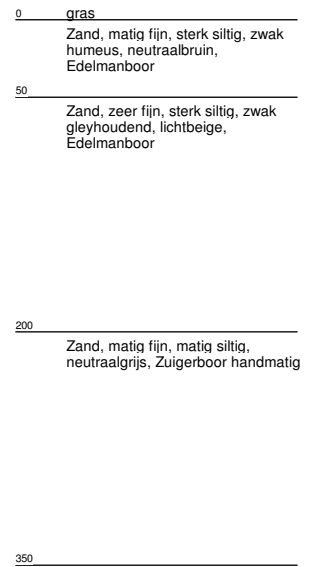 0 gras
Zand, matig fijn, sterk siltig, zwak
humeus, neutraalbruin,
Edelmanboor
50
Zand, zeer fijn, sterk siltig, zwak
gleyhoudend, lichtbeige,
Edelmanboor
200
Zand, matig fijn, matig siltig,
neutraalgrijs, Zuigerboor handmatig
350